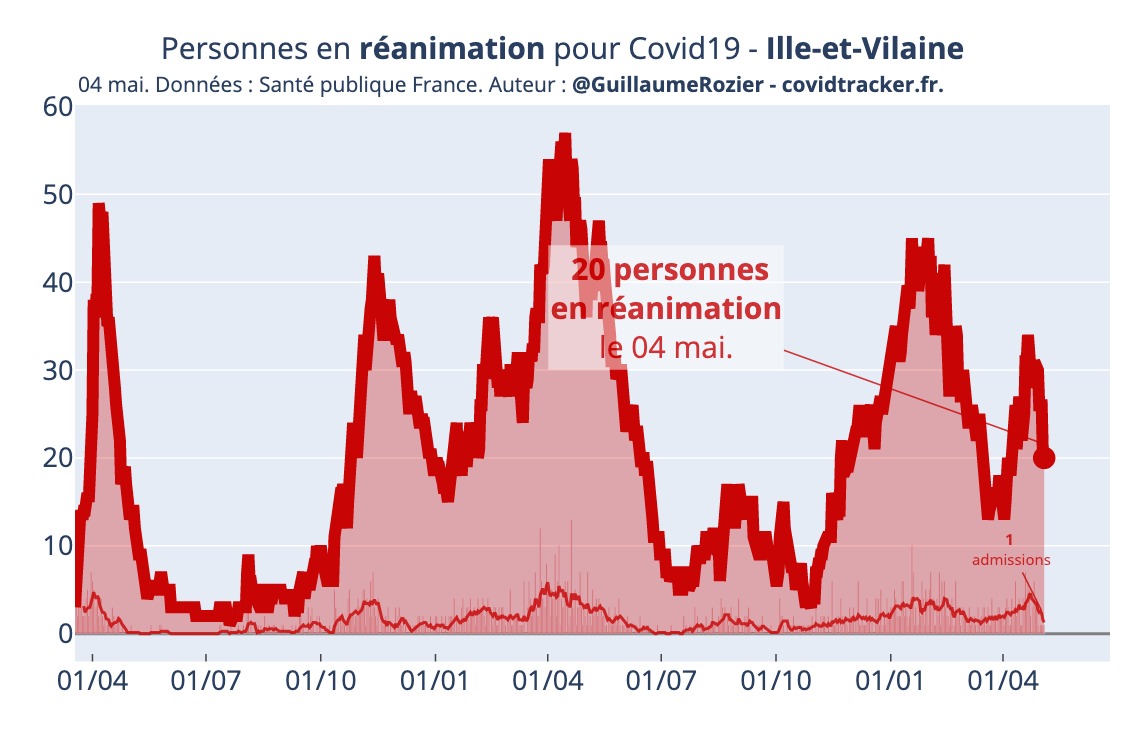 Personnes en réanimation pour Covid19 - Ille-et-Vilaine
04 mai. Données : Santé publique France. Auteur : @GuillaumeRozier - covidtracker.fr.
60
50
40
30
20
10
0
20 personnes
en réanimation
le 04 mai.
1
admissions
01/04 01/07 01/10 01/01 01/04 01/07 01/10 01/01 01/04